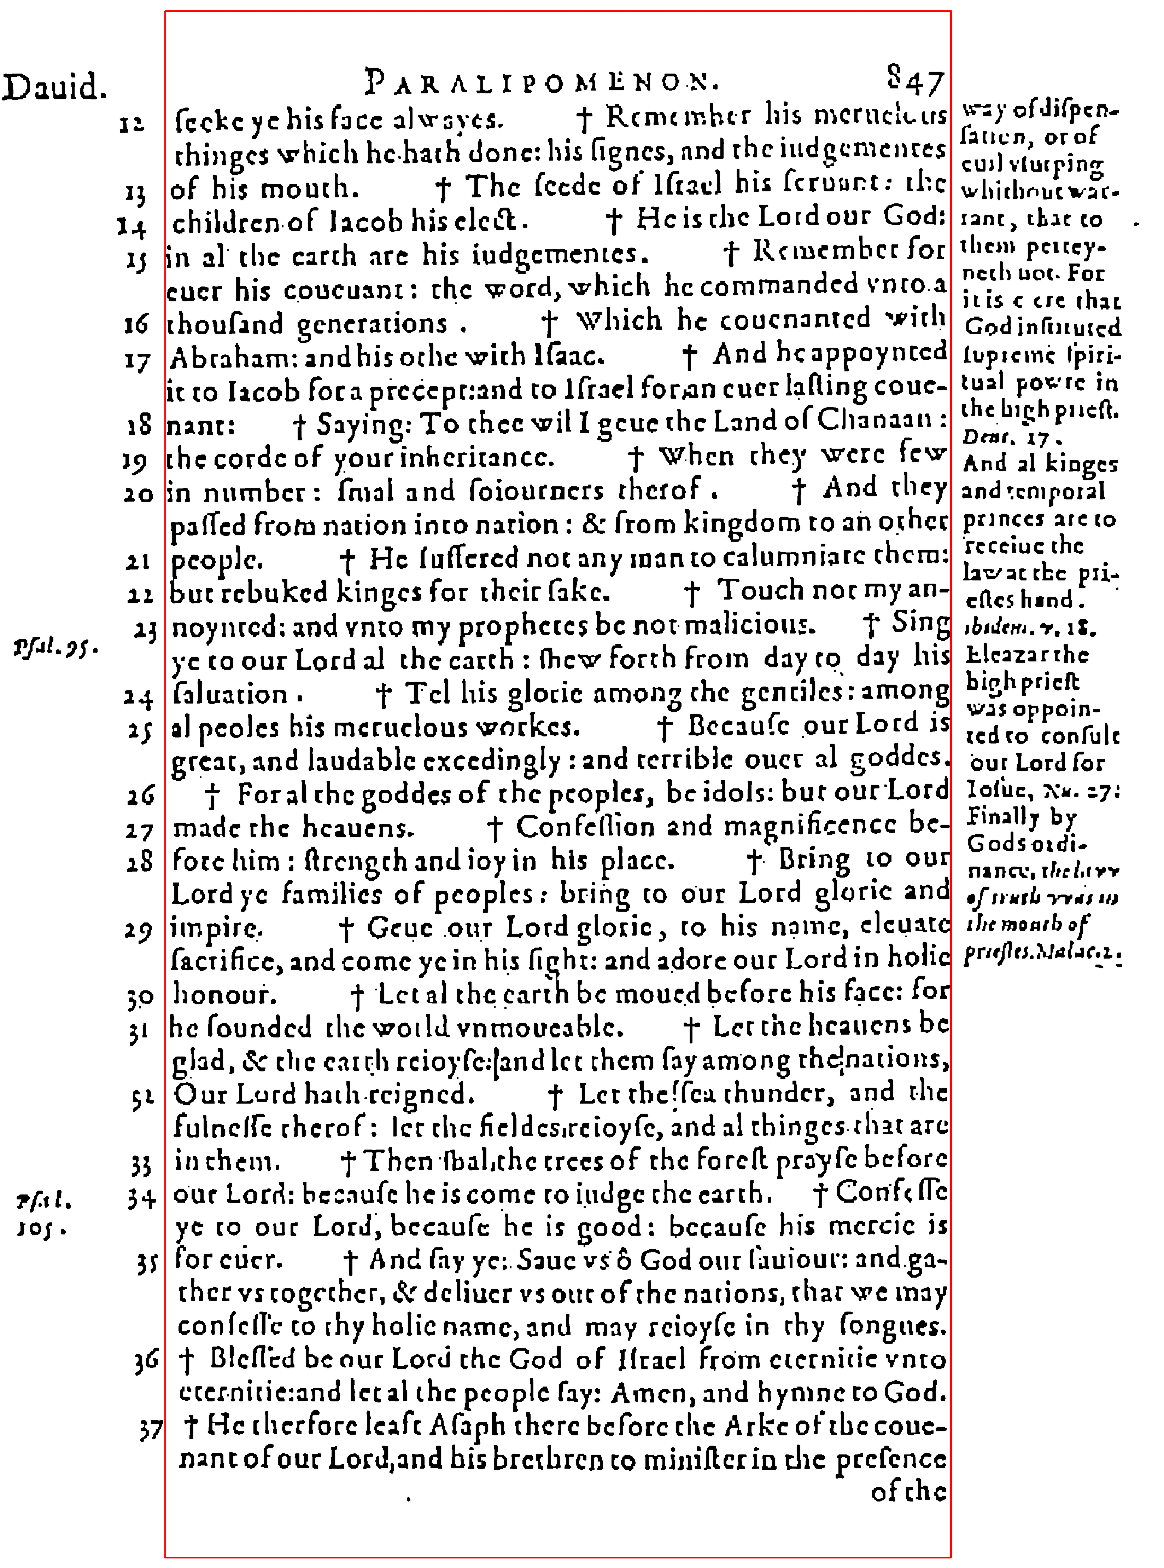 Dauid. PARALIPOMENON. 847
12 ſeeke ye his face alwayes. † Remember his meruelous
thinges which he hath done: his ſignes, and the iudgementes
13 of his mouth. † The ſeede of Iſrael his ſeruant: the
14 children of Iacob his elect. † He is the Lord our God:
15 in al the earth are his iudgementes. † Remember for
euer his couenant: the word, which he commanded vnto a
16 thouſand generations. † Which he couenanted with
17 Abraham: and his othe with Iſaac. † And he appoynted
it to Iacob for a precept: and to Iſrael for an euer laſting coue-
18 nant: † Saying: To thee wil I geue the Land of Chanaan:
19 the corde of your inheritance. † When they were few
20 in number: ſmal and ſoiourners therof. † And they
paſſed from nation into nation: & from kingdom to an other
21 people. † He ſuffered not any man to calumniate them:
22 but rebuked kinges for their ſake. † Touch not my an-
23 noynted: and vnto my prophetes be not malicious. † Sing
ye to our Lord al the earth: ſhew forth from day to day his
24 ſaluation. † Tel his glorie among the gentiles: among
25 al peoles his meruelous workes. † Becauſe our Lord is
great, and laudable excedingly: and terrible ouer al goddes.
26 † For al the goddes of the peoples, be idols: but our Lord
27 made the heauens. † Confeſſion and magnificence be-
28 fore him: ſtrength and ioy in his place. † Bring to our
Lord ye families of peoples: bring to our Lord glorie and
29 impire. † Geue our Lord glorie, to his name, eleuate
ſacrifice, and come ye in his ſight: and adore our Lord in holie
30 honour. † Let al the earth be moued before his face: for
31 he founded the world vnmoueable. † Let the heauens be
glad, & the earth reioyſe: and let them ſay among the nations,
32 Our Lord hath reigned. † Let the ſea thunder, and the
fulneſſe therof: let the fieldes reioyſe, and al thinges that are
33 in them. † Then ſhal the trees of the foreſt prayſe before
34 our Lord: becauſe he is come to iudge the earth. † Confeſſe
ye to our Lord, becauſe he is good: becauſe his mercie is
35 for euer. † And ſay ye: Saue vs ô God our ſauiour: and ga-
ther vs together, & deliuer vs out of the nations, that we may
confeſſe to thy holie name, and may reioyſe in thy ſongues.
36 † Bleſſed be our Lord the God of Iſrael from eternitie vnto
eternitie: and let al the people ſay: Amen, and hymne to God.
37 † He therfore leaft Aſaph there before the Arke of the coue-
nant of our Lord, and his brethren to miniſter in the preſence
of the
Pſal. 95.
Pſal.
105.
way of diſpen-
ſation, or of
euil vſurping
whithout war-
rant, that to
them pertey-
neth not. For
it is cere that
God inſtituted
ſupreme ſpiri-
tual powre in
the high prieſt.
Deut. 17.
And al kinges
and temporal
princes are to
receiue the
law at the pri-
eſtes hand.
ibidem. v. 18.
Eleazar the
high prieſt
was oppoin-
ted to conſult
our Lord for
Ioſue, Nu. 27:
Finally by
Gods ordi-
nance, the law
of truth was in
the mouth of
prieſtes. Malac. 2.